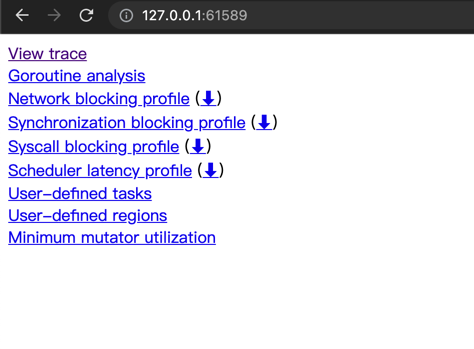 127.0.0.1:61589
View trace
Goroutine analysis
Network blocking profile (⬇)
Synchronization blocking profile (⬇)
Syscall blocking profile (⬇)
Scheduler latency profile (⬇)
User-defined tasks
User-defined regions
Minimum mutator utilization